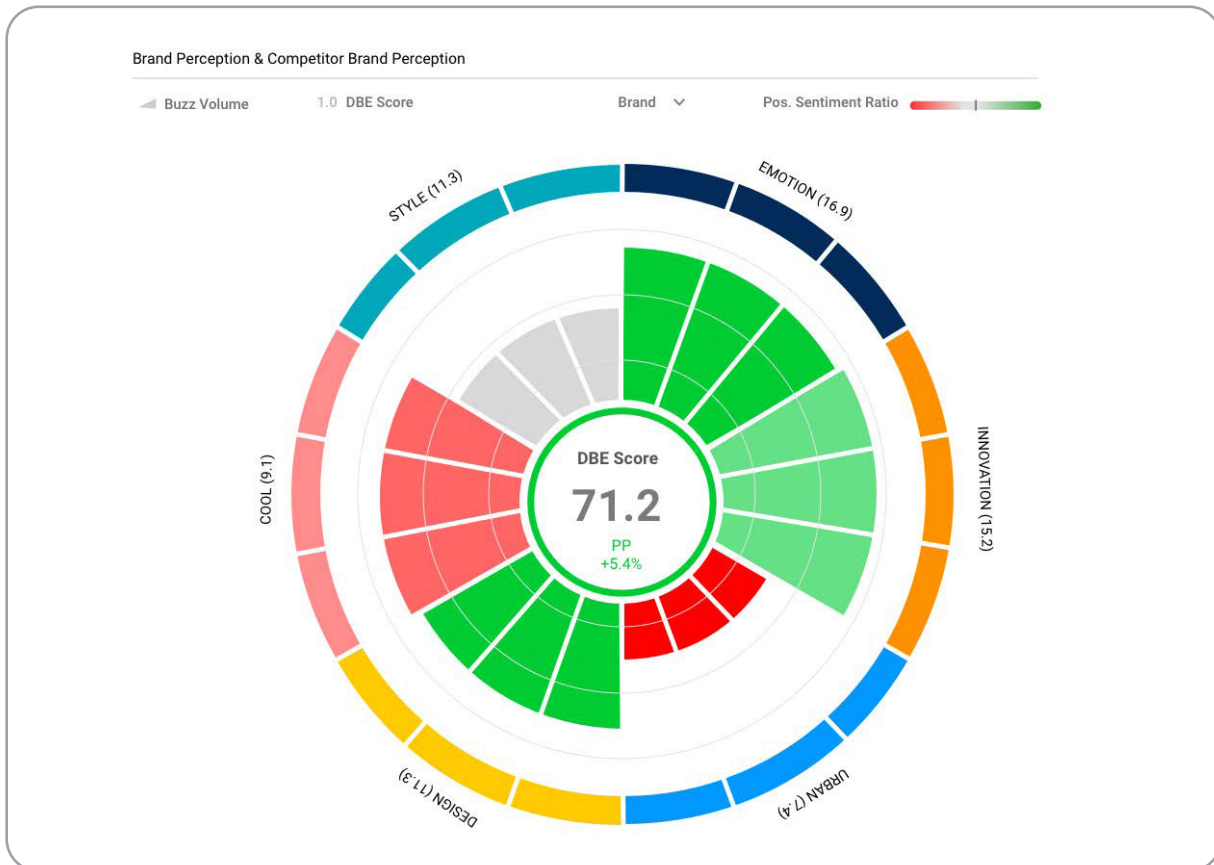 Brand Perception & Competitor Brand Perception
Buzz Volume
1.0 DBE Score
Brand
Pos. Sentiment Ratio
STYLE (11.3)
EMOTION (16.9)
COOL (9.1)
INNOVATION (15.2)
DBE Score
71.2
PP
+5.4%
DESIGN (11.3)
URBAN (7.4)